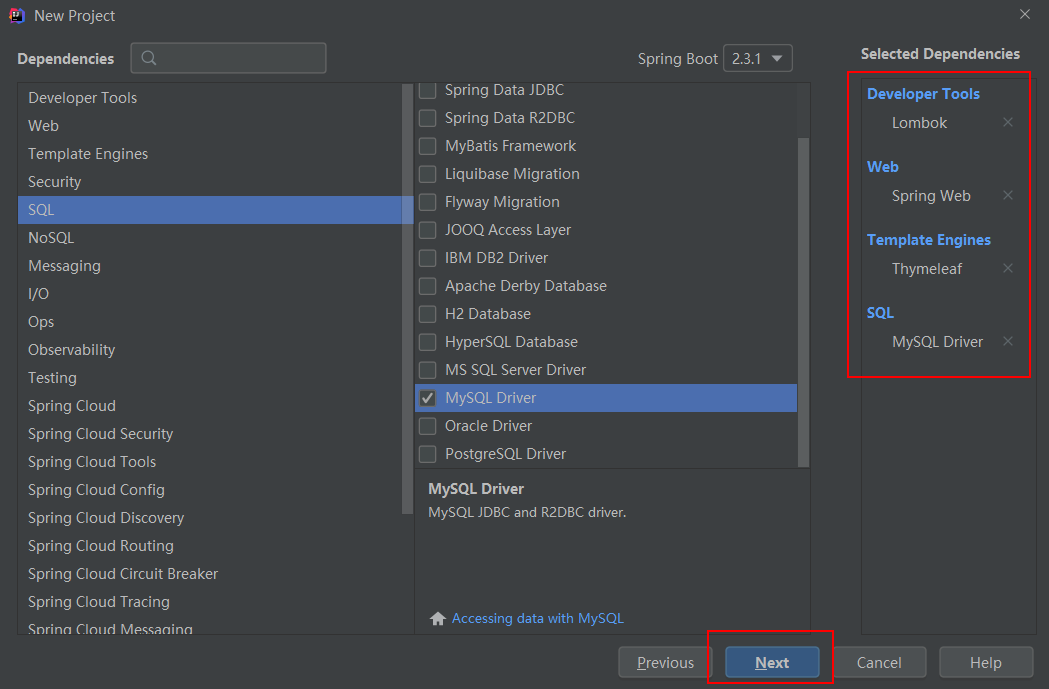 New Project
Dependencies
Spring Boot 2.3.1
Selected Dependencies
Developer Tools
Web
Template Engines
Security
SQL
NoSQL
Messaging
I/O
Ops
Observability
Testing
Spring Cloud
Spring Cloud Security
Spring Cloud Tools
Spring Cloud Config
Spring Cloud Discovery
Spring Cloud Routing
Spring Cloud Circuit Breaker
Spring Cloud Tracing
Spring Cloud Messaging
Spring Data JDBC
Spring Data R2DBC
MyBatis Framework
Liquibase Migration
Flyway Migration
JOOQ Access Layer
IBM DB2 Driver
Apache Derby Database
H2 Database
HyperSQL Database
MS SQL Server Driver
MySQL Driver
Oracle Driver
PostgreSQL Driver
MySQL Driver
MySQL JDBC and R2DBC driver.
Accessing data with MySQL
Developer Tools
Lombok
Web
Spring Web
Template Engines
Thymeleaf
SQL
MySQL Driver
Previous
Next
Cancel
Help